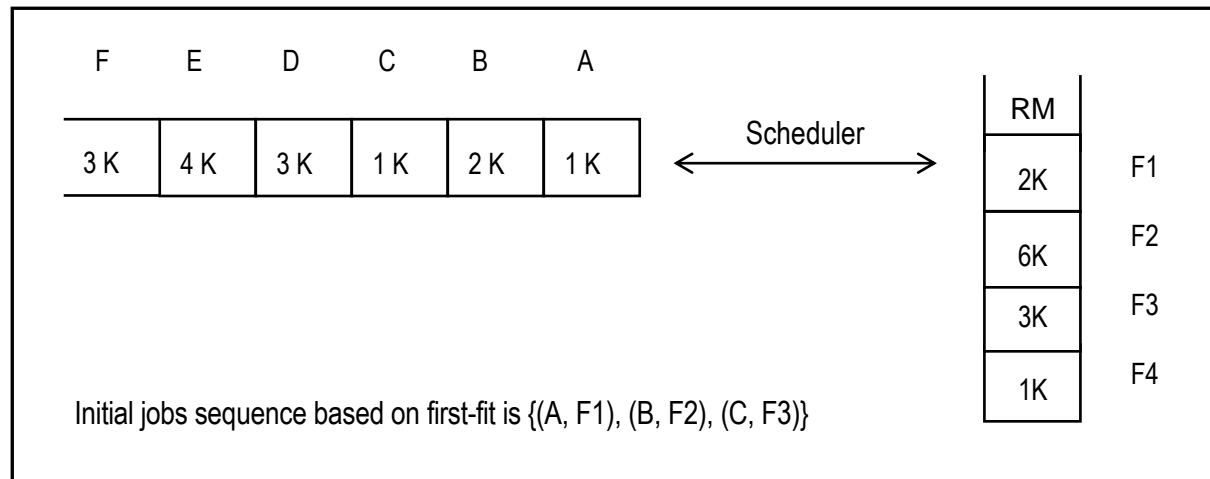 F E D C B A
3 K 4 K 3 K 1 K 2 K 1 K
Scheduler
RM
2K F1
6K F2
3K F3
1K F4
Initial jobs sequence based on first-fit is {(A, F1), (B, F2), (C, F3)}